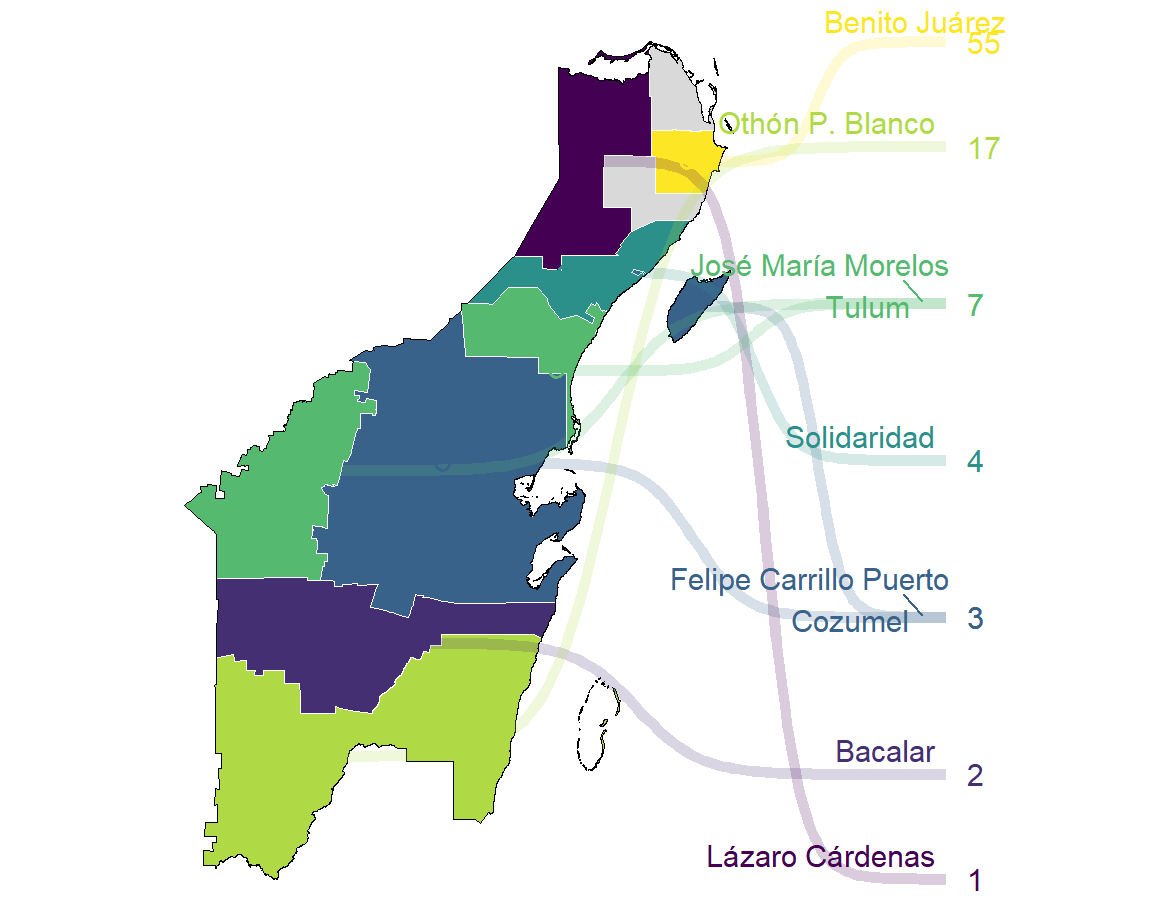 Benito Juárez
55
Othón P. Blanco
17
José María Morelos
Tulum
7
Solidaridad
4
Felipe Carrillo Puerto
Cozumel
3
Bacalar
2
Lázaro Cárdenas
1